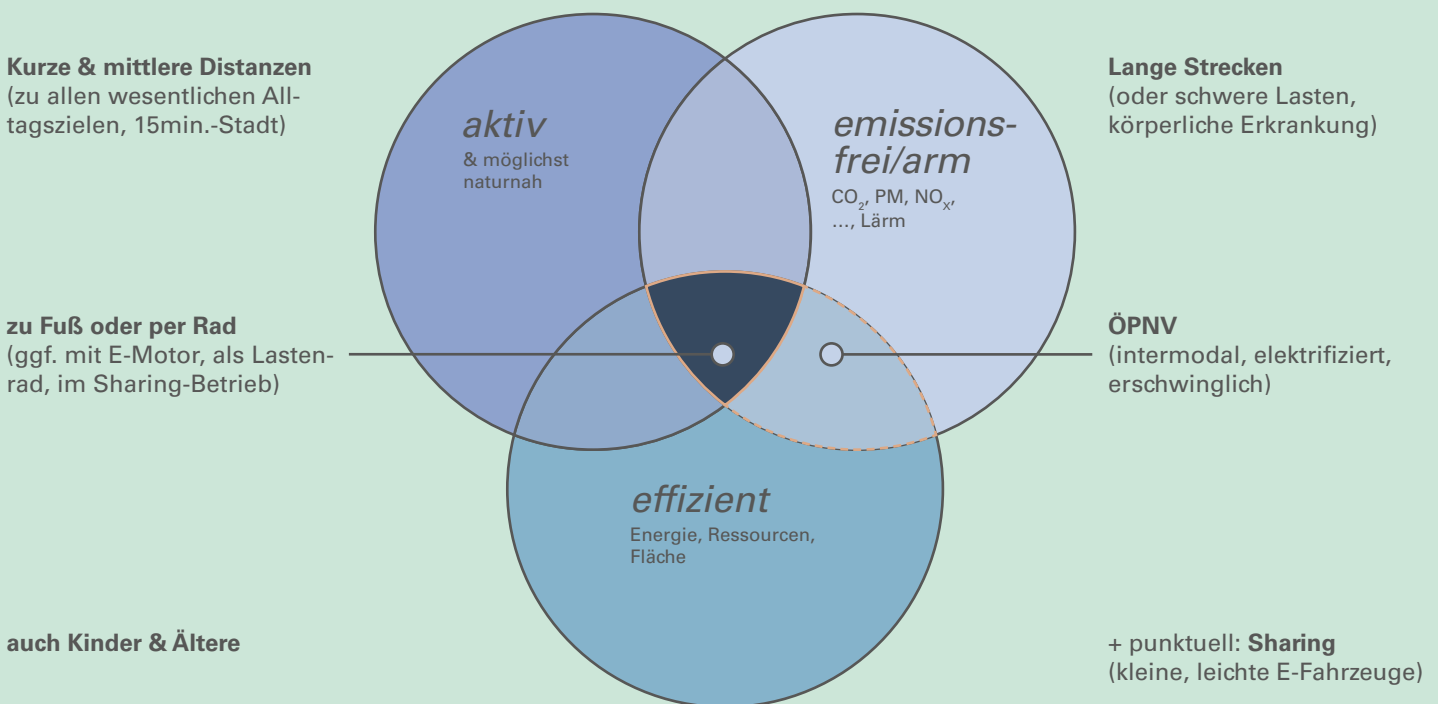 Kurze & mittlere Distanzen
(zu allen wesentlichen All-
tagszielen, 15min.-Stadt)
zu Fuß oder per Rad
(ggf. mit E-Motor, als Lasten-
rad, im Sharing-Betrieb)
auch Kinder & Ältere
aktiv
& möglichst
naturnah
emissions-
frei/arm
CO₂, PM, NOₓ,
..., Lärm
effizient
Energie, Ressourcen,
Fläche
Lange Strecken
(oder schwere Lasten,
körperliche Erkrankung)
ÖPNV
(intermodal, elektrifiziert,
erschwinglich)
+ punktuell: Sharing
(kleine, leichte E-Fahrzeuge)